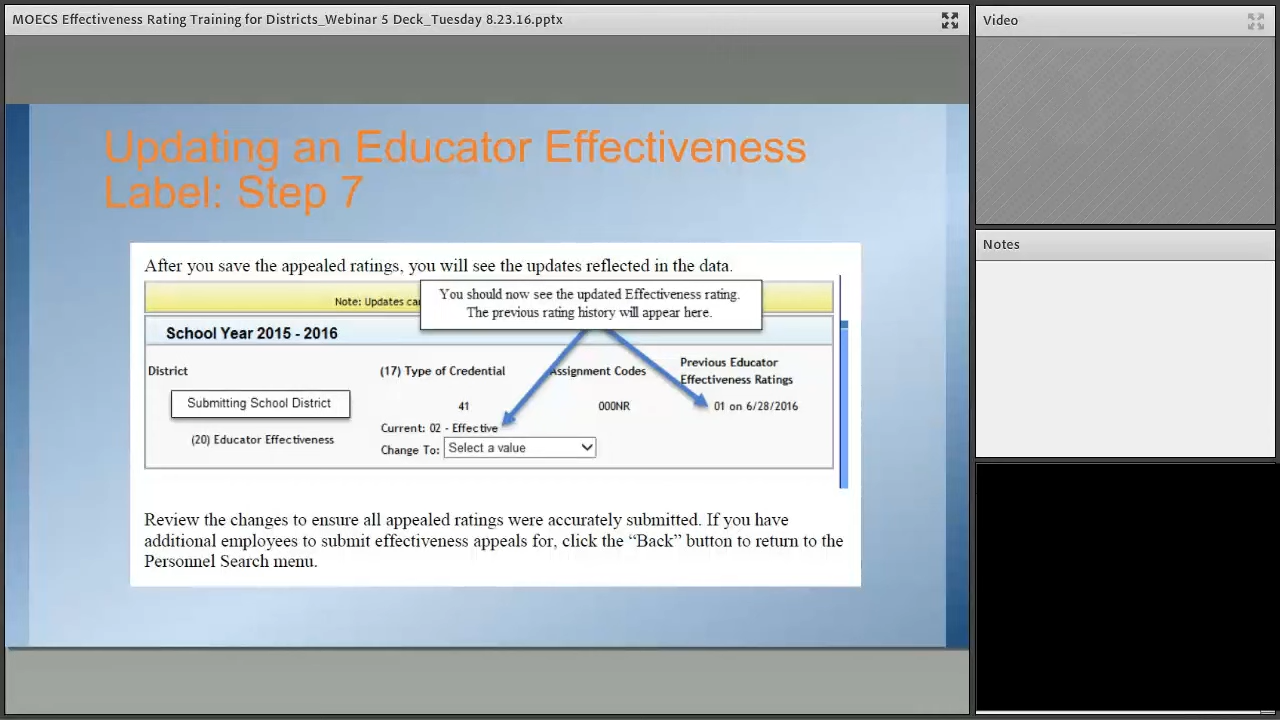 MOECS Effectiveness Rating Training for Districts_Webinar 5 Deck_Tuesday 8.23.16.pptx
Video
Notes
Updating an Educator Effectiveness
Label: Step 7
After you save the appealed ratings, you will see the updates reflected in the data.
Note: Updates
You should now see the updated Effectiveness rating.
The previous rating history will appear here.
School Year 2015 - 2016
District
(17) Type of Credential
Assignment Codes
Previous Educator
Effectiveness Ratings
Submitting School District
41
000NR
01 on 6/28/2016
(20) Educator Effectiveness
Current: 02 - Effective
Change To: Select a value
Review the changes to ensure all appealed ratings were accurately submitted. If you have
additional employees to submit effectiveness appeals for, click the “Back” button to return to the
Personnel Search menu.